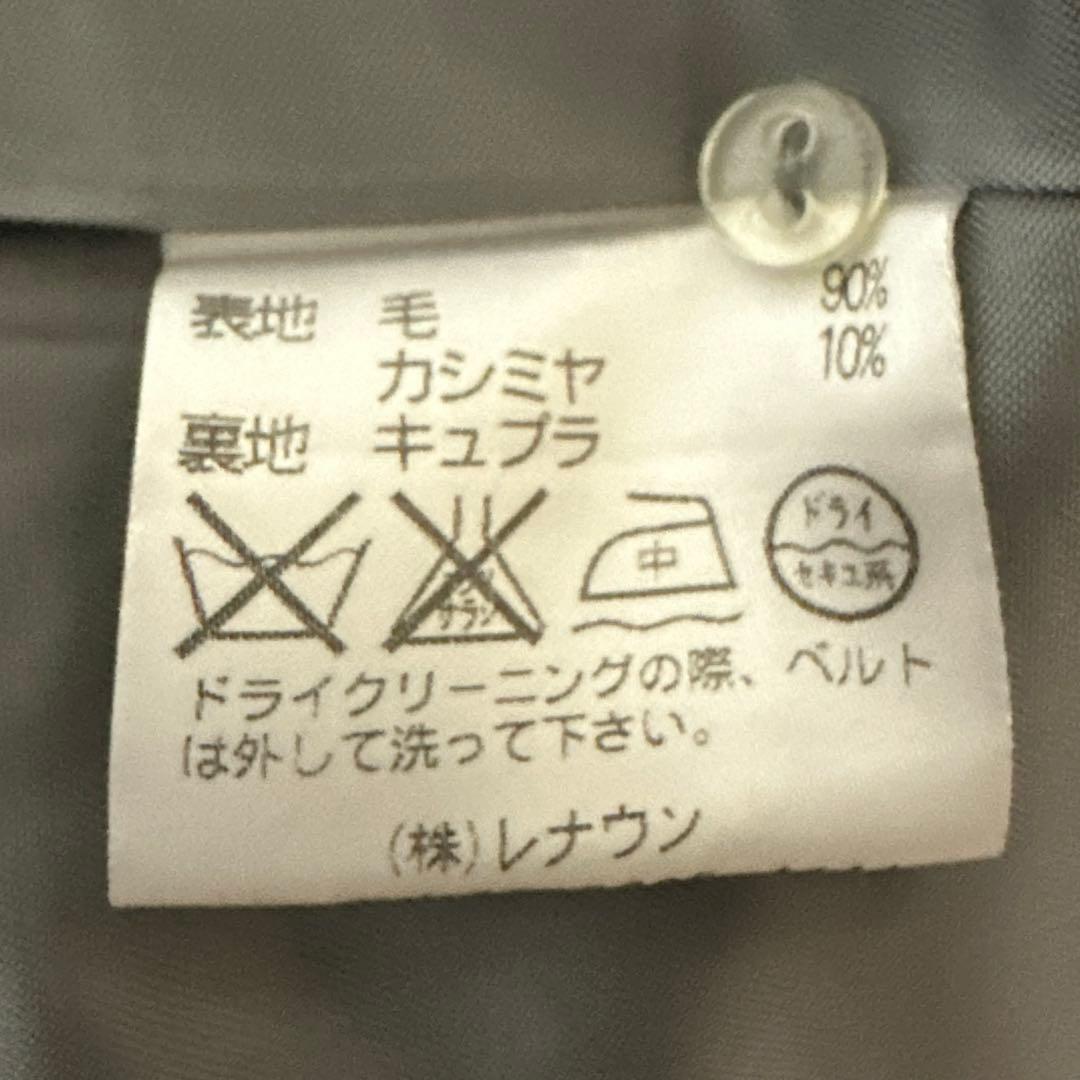 表地 毛 90%
カシミヤ 10%
裏地 キュプラ
中
ドライ
セキユ系
ドライクリーニングの際、ベルト
は外して洗って下さい。
(株)レナウン